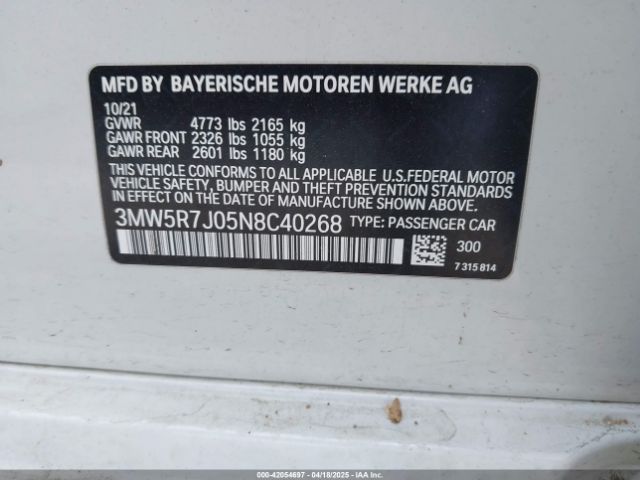 MFD BY BAYERISCHE MOTOREN WERKE AG
10/21
GVWR 4773 lbs 2165 kg
GAWR FRONT 2326 lbs 1055 kg
GAWR REAR 2601 lbs 1180 kg
THIS VEHICLE CONFORMS TO ALL APPLICABLE U.S.FEDERAL MOTOR
VEHICLE SAFETY, BUMPER AND THEFT PREVENTION STANDARDS
IN EFFECT ON THE DATE OF MANUFACTURE SHOWN ABOVE.
3MW5R7J05N8C40268 TYPE: PASSENGER CAR
300
7 315 814
000-42054697 04/18/2025 - IAAI.COM